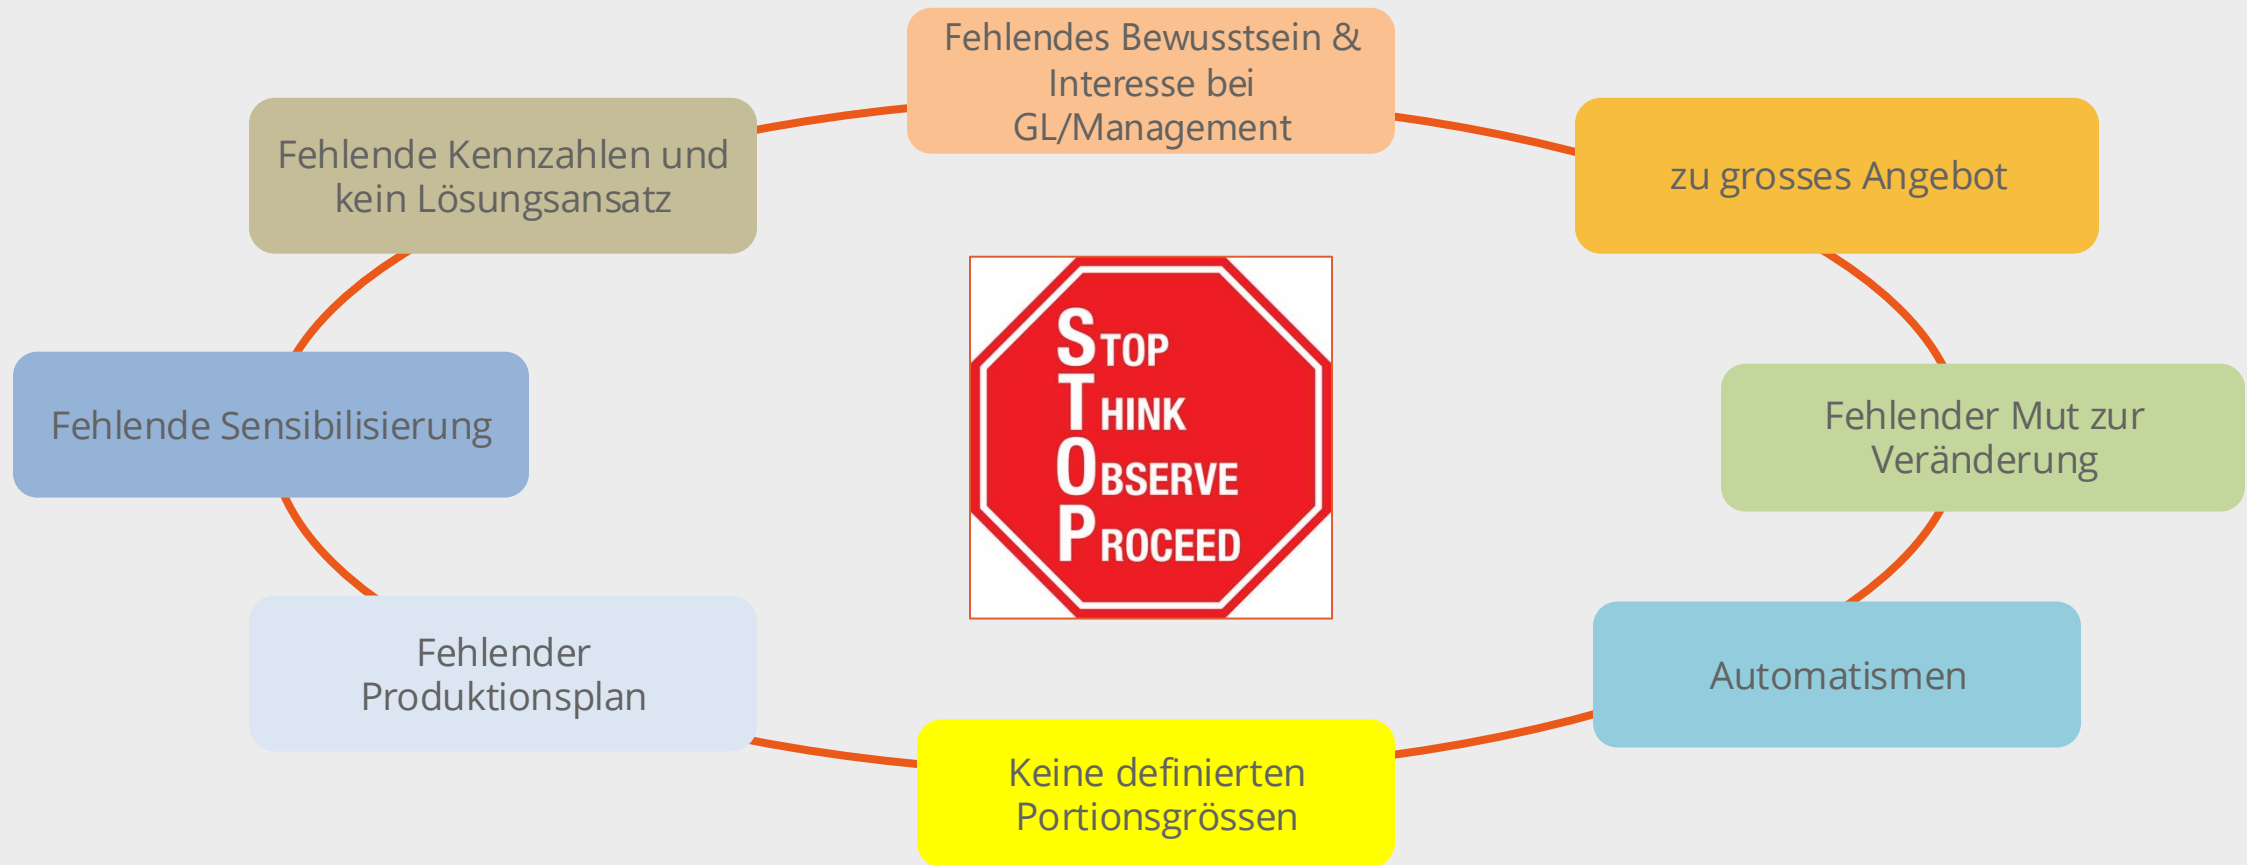 Fehlendes Bewusstsein &
Interesse bei
GL/Management
zu grosses Angebot
Fehlender Mut zur
Veränderung
Automatismen
Keine definierten
Portionsgrössen
Fehlender
Produktionsplan
Fehlende Sensibilisierung
Fehlende Kennzahlen und
kein Lösungsansatz
STOP
THINK
OBSERVE
PROCEED